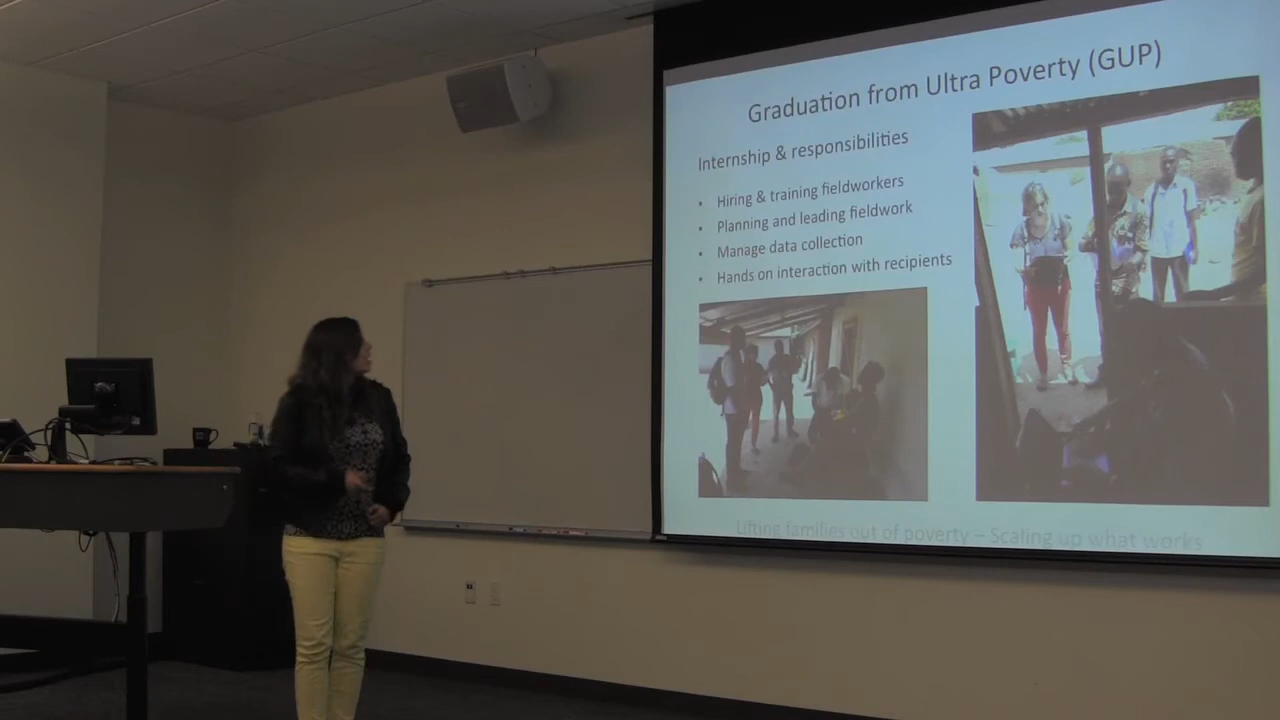 Graduation from Ultra Poverty (GUP)
Internship & responsibilities
• Hiring & training fieldworkers
• Planning and leading fieldwork
• Manage data collection
• Hands on interaction with recipients
Lifting families out of poverty – Scaling up what works